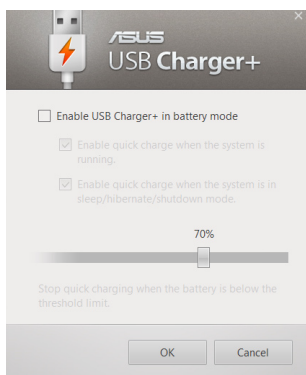 ASUS
USB Charger+
Enable USB Charger+ in battery mode
Enable quick charge when the system is
running.
Enable quick charge when the system is in
sleep/hibernate/shutdown mode.
70%
Stop quick charging when the battery is below the
threshold limit.
OK Cancel